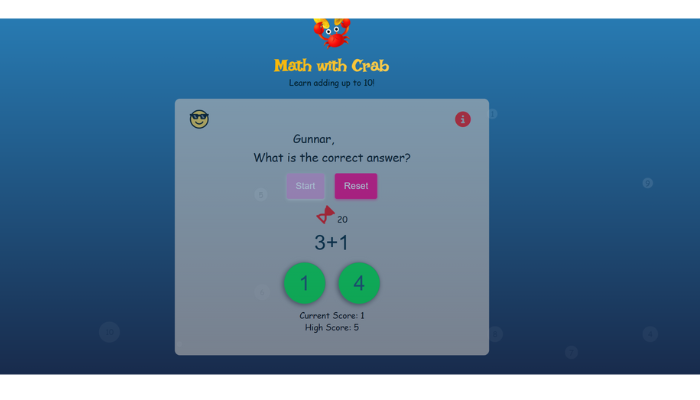 Math with Crab
Learn adding up to 10!
i
Gunnar,
What is the correct answer?
Start Reset
20
3+1
1 4
Current Score: 1
High Score: 5